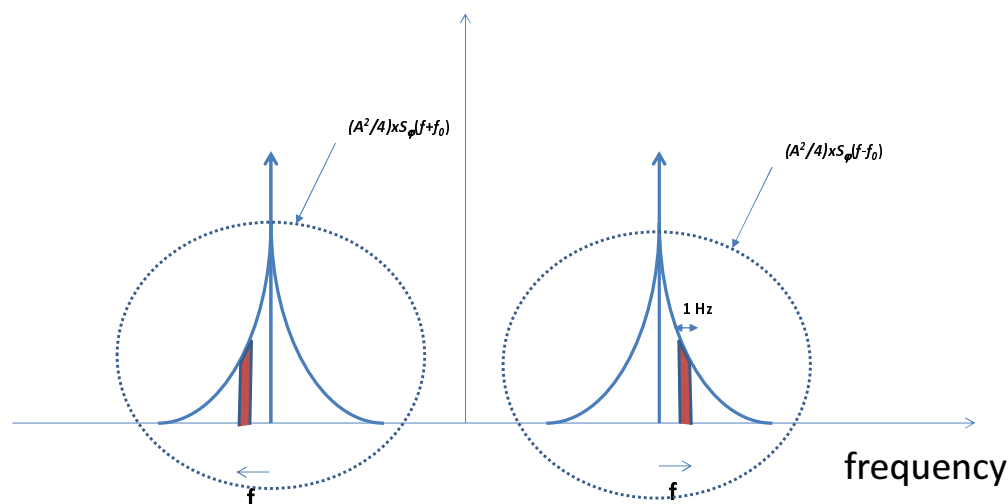 (A²/4)xSφ(f+f₀)
(A²/4)xSφ(f-f₀)
1 Hz
frequency
f
f